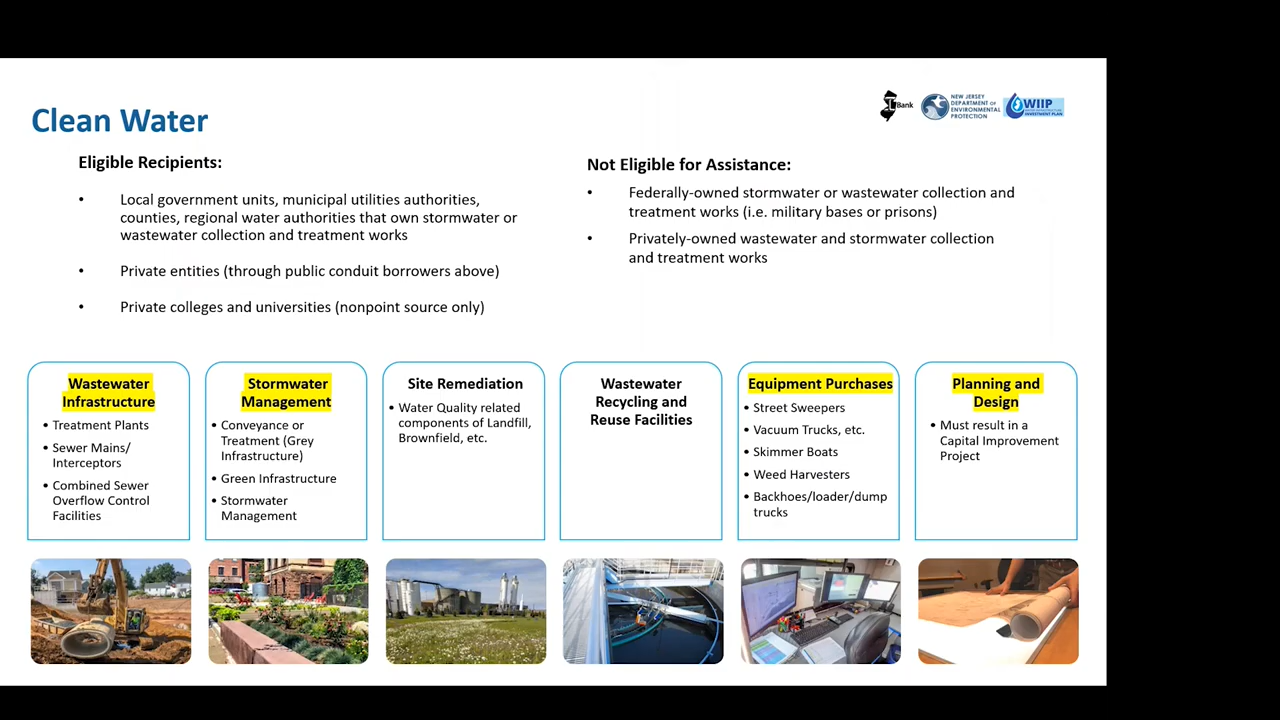 Clean Water
Bank
NEW JERSEY
DEPARTMENT OF
ENVIRONMENTAL
PROTECTION
WIIP
INVESTMENT PLAN
Eligible Recipients:
• Local government units, municipal utilities authorities,
counties, regional water authorities that own stormwater or
wastewater collection and treatment works
• Private entities (through public conduit borrowers above)
• Private colleges and universities (nonpoint source only)
Not Eligible for Assistance:
• Federally-owned stormwater or wastewater collection and
treatment works (i.e. military bases or prisons)
• Privately-owned wastewater and stormwater collection
and treatment works
Wastewater
Infrastructure
• Treatment Plants
• Sewer Mains/
Interceptors
• Combined Sewer
Overflow Control
Facilities
Stormwater
Management
• Conveyance or
Treatment (Grey
Infrastructure)
• Green Infrastructure
• Stormwater
Management
Site Remediation
• Water Quality related
components of Landfill,
Brownfield, etc.
Wastewater
Recycling and
Reuse Facilities
Equipment Purchases
• Street Sweepers
• Vacuum Trucks, etc.
• Skimmer Boats
• Weed Harvesters
• Backhoes/loader/dump
trucks
Planning and
Design
• Must result in a
Capital Improvement
Project